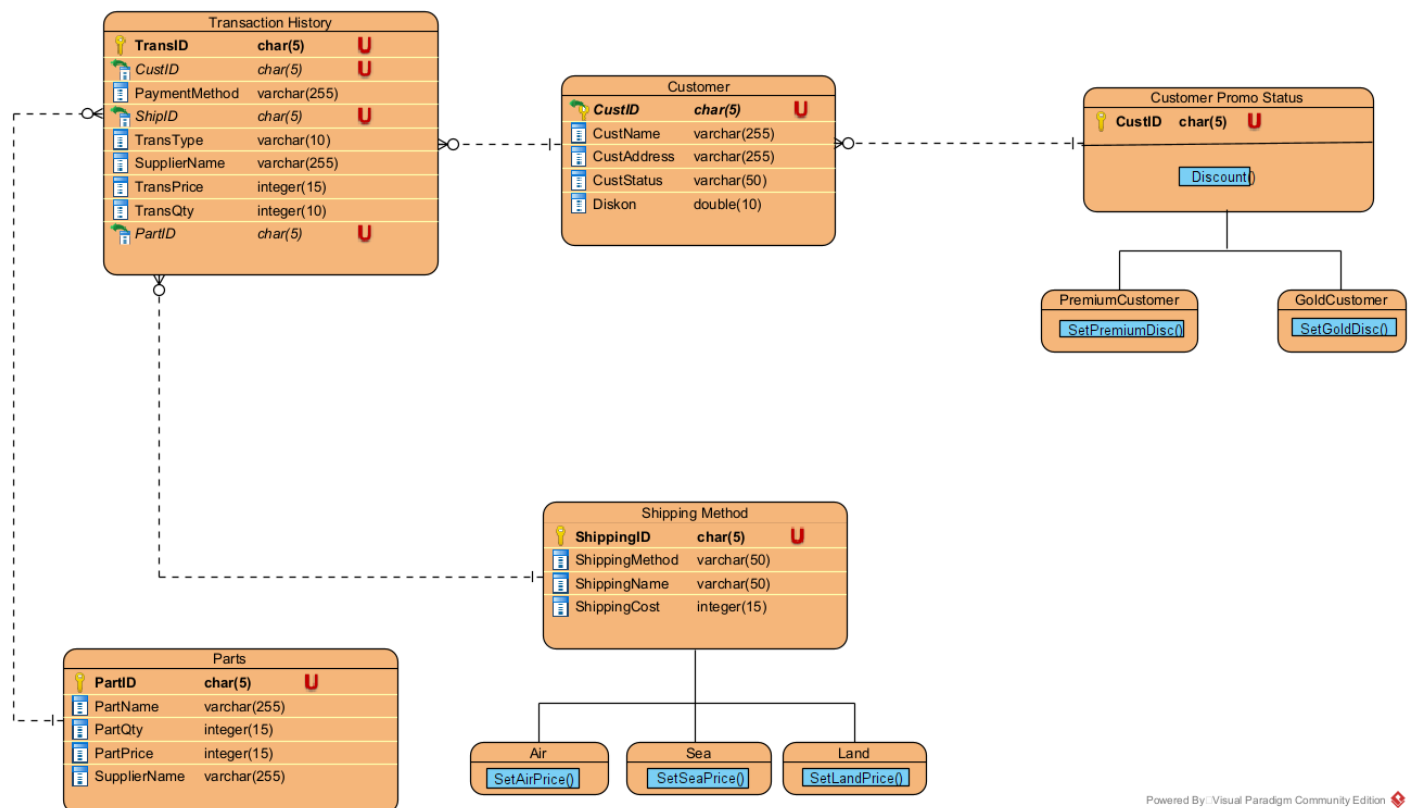 Transaction History
TransID char(5) U
CustID char(5) U
PaymentMethod varchar(255)
ShipID char(5) U
TransType varchar(10)
SupplierName varchar(255)
TransPrice integer(15)
TransQty integer(10)
PartID char(5) U
Customer
CustID char(5) U
CustName varchar(255)
CustAddress varchar(255)
CustStatus varchar(50)
Diskon double(10)
Customer Promo Status
CustID char(5) U
Discount()
PremiumCustomer
SetPremiumDisc()
GoldCustomer
SetGoldDisc()
Shipping Method
ShippingID char(5) U
ShippingMethod varchar(50)
ShippingName varchar(50)
ShippingCost integer(15)
Parts
PartID char(5) U
PartName varchar(255)
PartQty integer(15)
PartPrice integer(15)
SupplierName varchar(255)
Air
SetAirPrice()
Sea
SetSeaPrice()
Land
SetLandPrice()
Powered By Visual Paradigm Community Edition